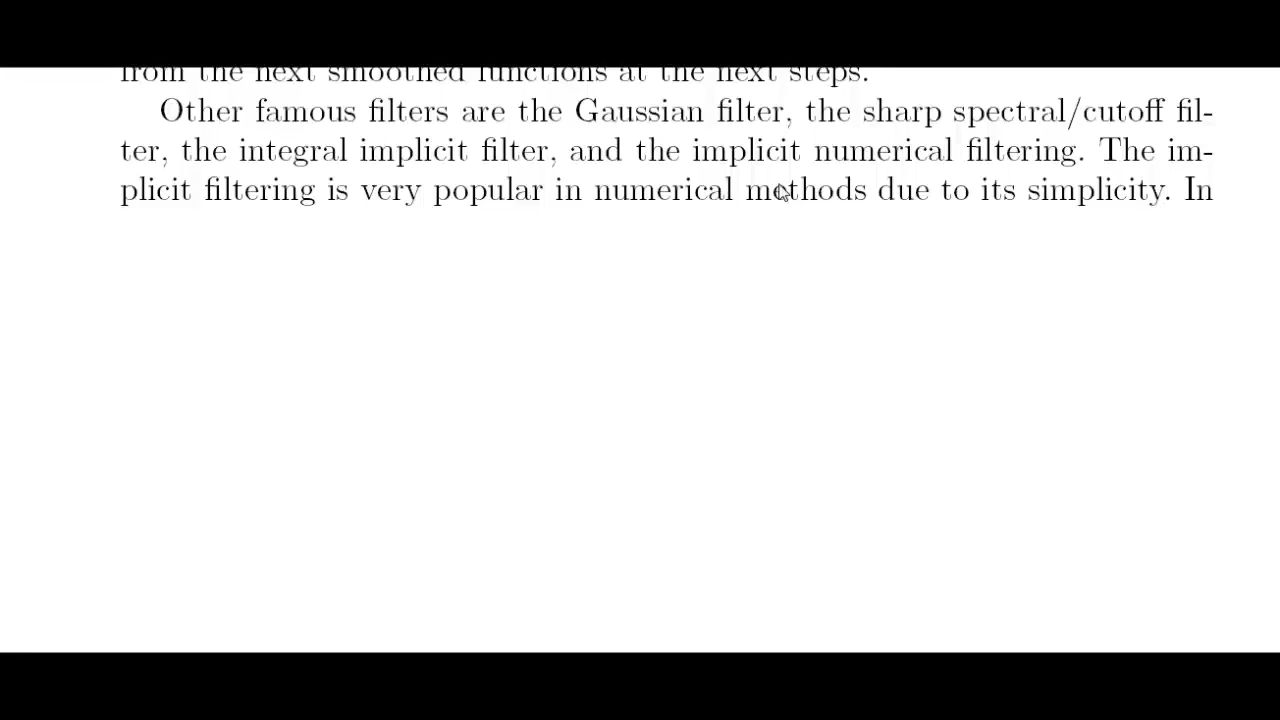 from the next smoothed functions at the next steps.
Other famous filters are the Gaussian filter, the sharp spectral/cutoff fil-
ter, the integral implicit filter, and the implicit numerical filtering. The im-
plicit filtering is very popular in numerical methods due to its simplicity. In